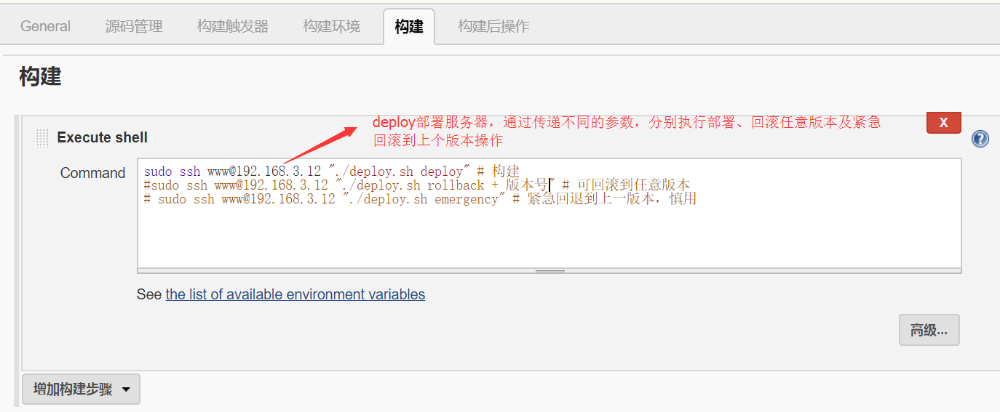 General 源码管理 构建触发器 构建环境 构建 构建后操作
构建
deploy部署服务器，通过传递不同的参数，分别执行部署、回滚任意版本及紧急
回滚到上个版本操作
X
Execute shell
?
Command
sudo ssh www@192.168.3.12 "./deploy.sh deploy" # 构建
#sudo ssh www@192.168.3.12 "./deploy.sh rollback + 版本号" # 可回滚到任意版本
# sudo ssh www@192.168.3.12 "./deploy.sh emergency" # 紧急回退到上一版本，慎用
See the list of available environment variables
高级...
增加构建步骤